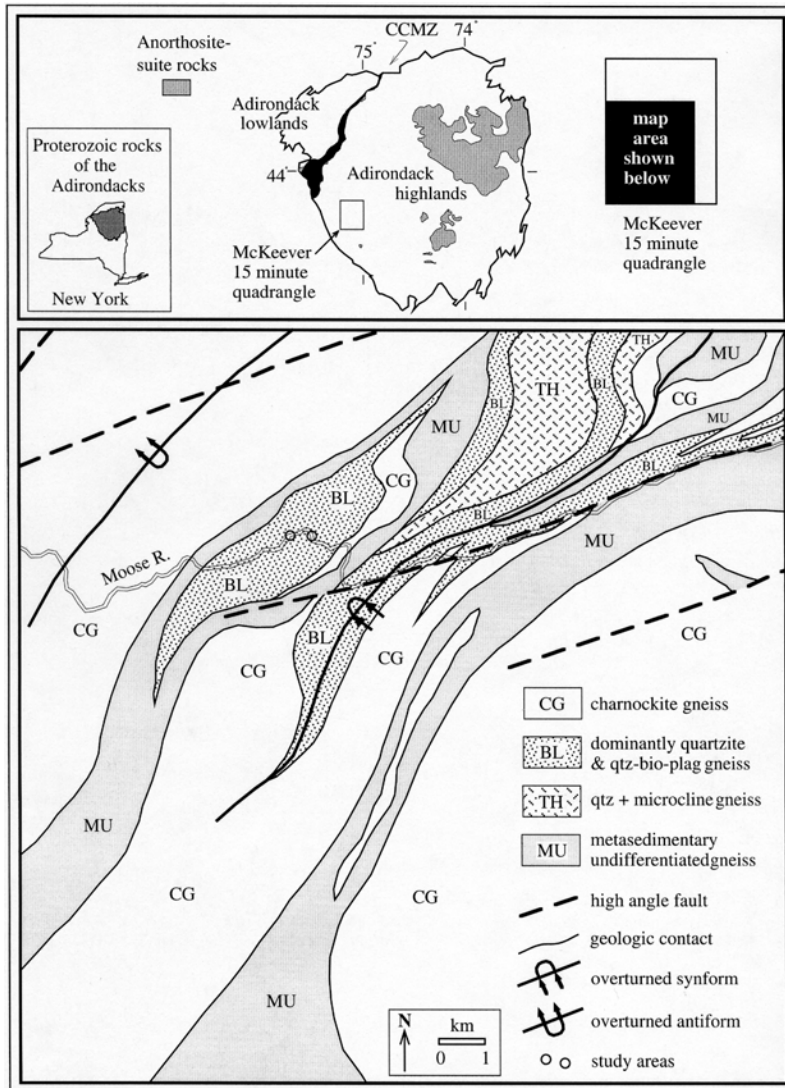 Anorthosite-
suite rocks
75°
CCMZ
74°
Adirondack
lowlands
44°
Adirondack
highlands
McKeever
15 minute
quadrangle
Proterozoic rocks
of the
Adirondacks
New York
map
area
shown
below
McKeever
15 minute
quadrangle
TH
MU
BL
TH
BL
CG
MU
MU
CG
BL
BL
BL
Moose R.
BL
MU
CG
BL
CG
CG
CG
MU
CG
MU
CG charnockite gneiss
BL dominantly quartzite
& qtz-bio-plag gneiss
TH qtz + microcline gneiss
MU metasedimentary
undifferentiated gneiss
high angle fault
geologic contact
overturned synform
overturned antiform
study areas
N
km
0 1